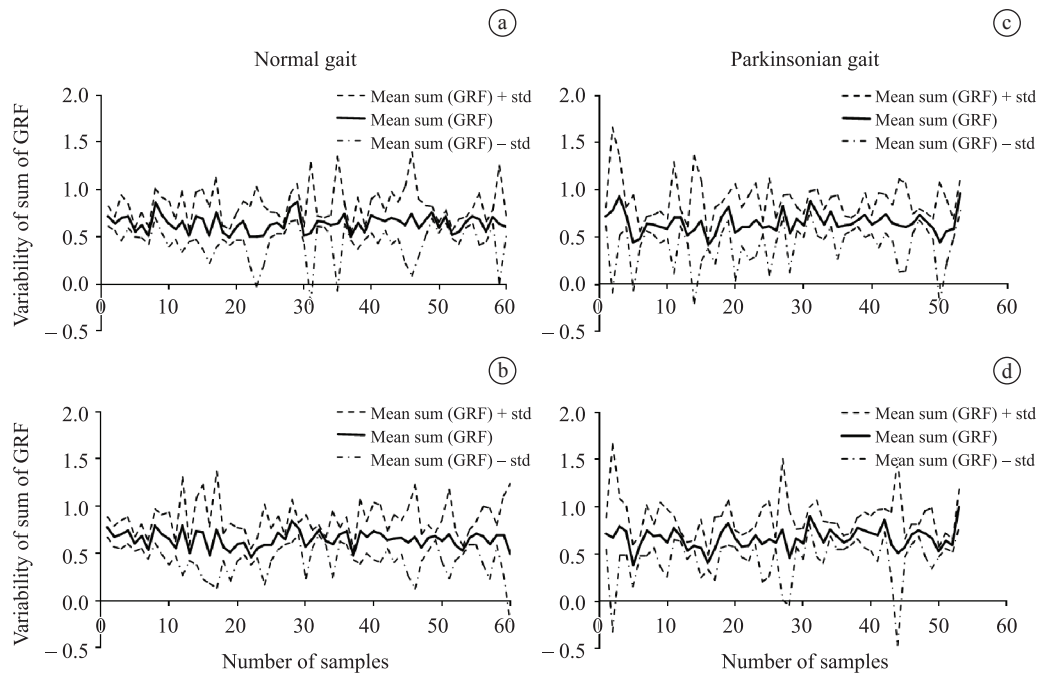 a
Normal gait
Mean sum (GRF) + std
Mean sum (GRF)
Mean sum (GRF) – std
Variability of sum of GRF
2.0
1.5
1.0
0.5
0.0
– 0.5
0 10 20 30 40 50 60
c
Parkinsonian gait
Mean sum (GRF) + std
Mean sum (GRF)
Mean sum (GRF) – std
2.0
1.5
1.0
0.5
0.0
– 0.5
0 10 20 30 40 50 60
b
Mean sum (GRF) + std
Mean sum (GRF)
Mean sum (GRF) – std
Variability of sum of GRF
2.0
1.5
1.0
0.5
0.0
– 0.5
0 10 20 30 40 50 60
Number of samples
d
Mean sum (GRF) + std
Mean sum (GRF)
Mean sum (GRF) – std
2.0
1.5
1.0
0.5
0.0
– 0.5
0 10 20 30 40 50 60
Number of samples